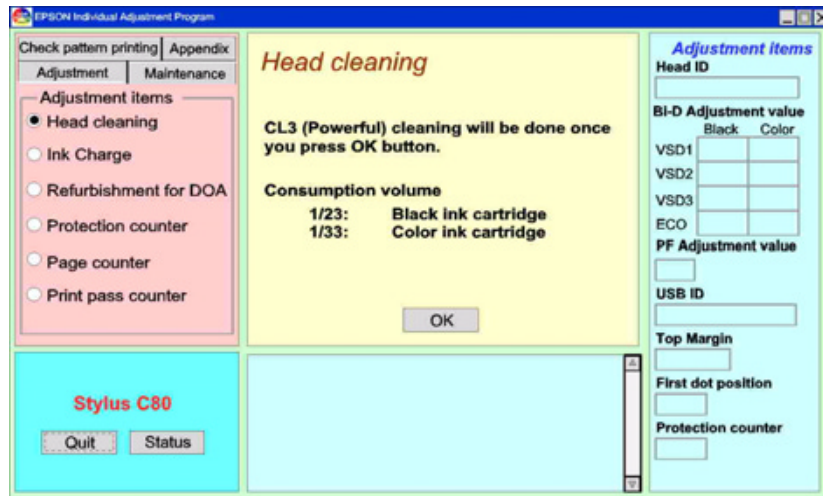 EPSON Individual Adjustment Program
Check pattern printing Appendix
Adjustment Maintenance
Adjustment items
Head cleaning
Ink Charge
Refurbishment for DOA
Protection counter
Page counter
Print pass counter
Head cleaning
CL3 (Powerful) cleaning will be done once
you press OK button.
Consumption volume
1/23: Black ink cartridge
1/33: Color ink cartridge
OK
Stylus C80
Quit Status
Adjustment items
Head ID
Bi-D Adjustment value
Black Color
VSD1
VSD2
VSD3
ECO
PF Adjustment value
USB ID
Top Margin
First dot position
Protection counter